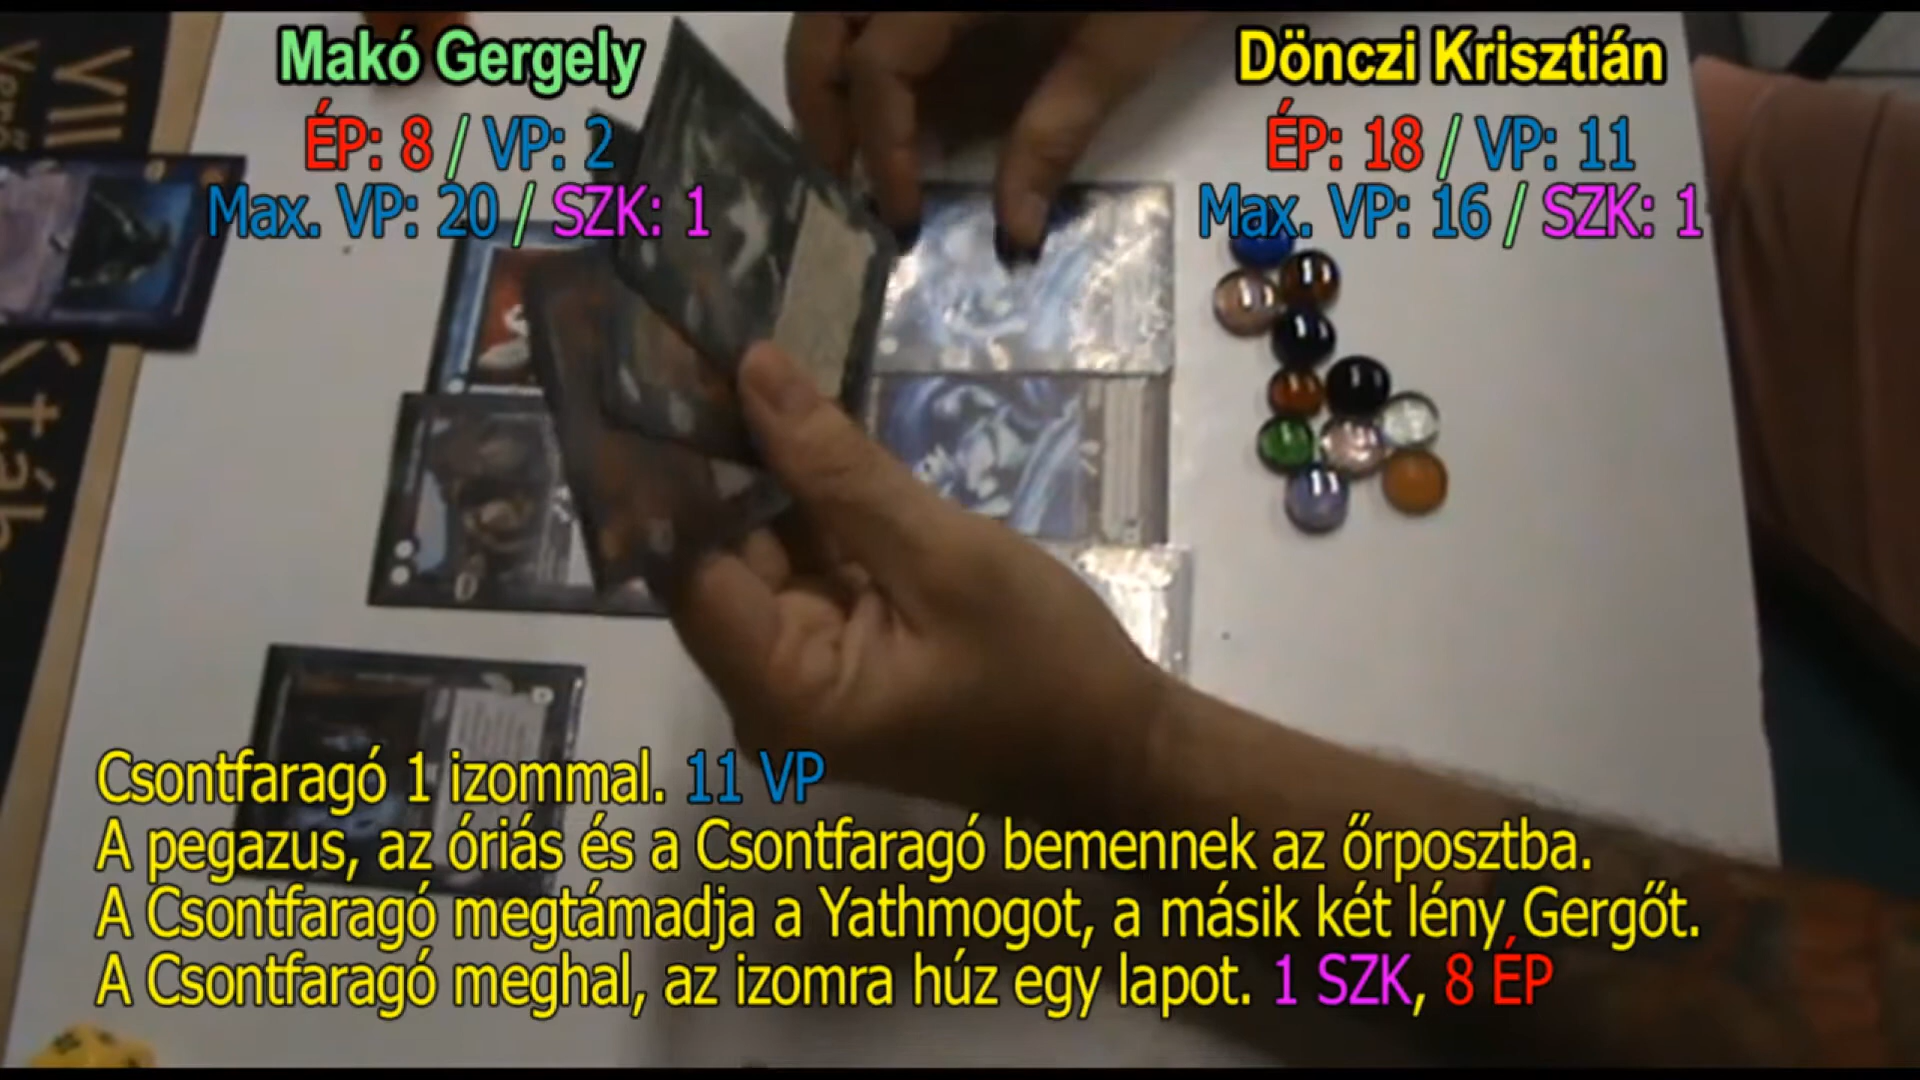 Makó Gergely
ÉP: 8 / VP: 2
Max. VP: 20 / SZK: 1
Dönczi Krisztián
ÉP: 18 / VP: 11
Max. VP: 16 / SZK: 1
VII
Csontfaragó 1 izommal. 11 VP
A pegazus, az óriás és a Csontfaragó bemennek az őrposztba.
A Csontfaragó megtámadja a Yathmogot, a másik két lény Gergőt.
A Csontfaragó meghal, az izomra húz egy lapot. 1 SZK, 8 ÉP